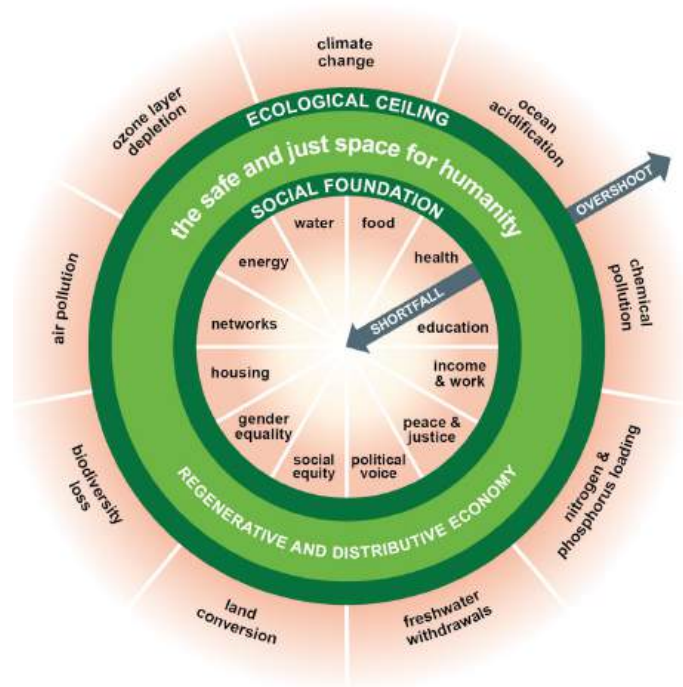 climate
change
ocean
acidification
chemical
pollution
nitrogen &
phosphorus loading
freshwater
withdrawals
land
conversion
biodiversity
loss
air pollution
ozone layer
depletion
ECOLOGICAL CEILING
the safe and just space for humanity
SOCIAL FOUNDATION
OVERSHOOT
SHORTFALL
water
food
health
education
income
& work
peace &
justice
political
voice
social
equity
gender
equality
housing
networks
energy
REGENERATIVE AND DISTRIBUTIVE ECONOMY